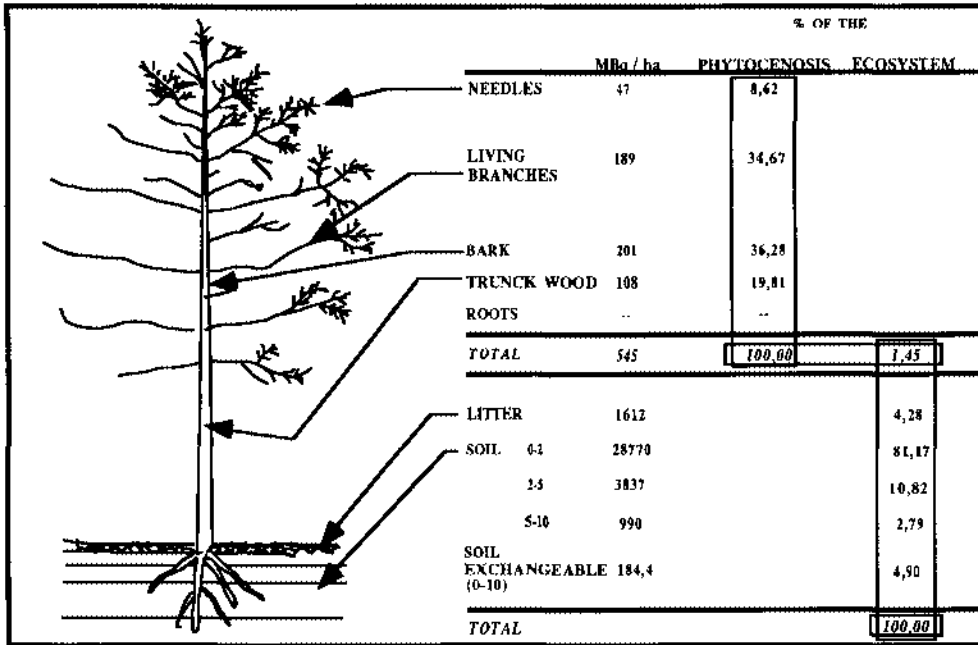 % OF THE
MBq / ha PHYTOCENOSIS ECOSYSTEM
NEEDLES 47 8,62
LIVING 189 34,67
BRANCHES
BARK 201 36,28
TRUNCK WOOD 108 19,81
ROOTS -- --
TOTAL 545 100,00 1,45
LITTER 1612 4,28
SOIL 0-2 28770 81,17
2-5 3837 10,82
5-10 990 2,79
SOIL
EXCHANGEABLE 184,4 4,90
(0-10)
TOTAL 100,00